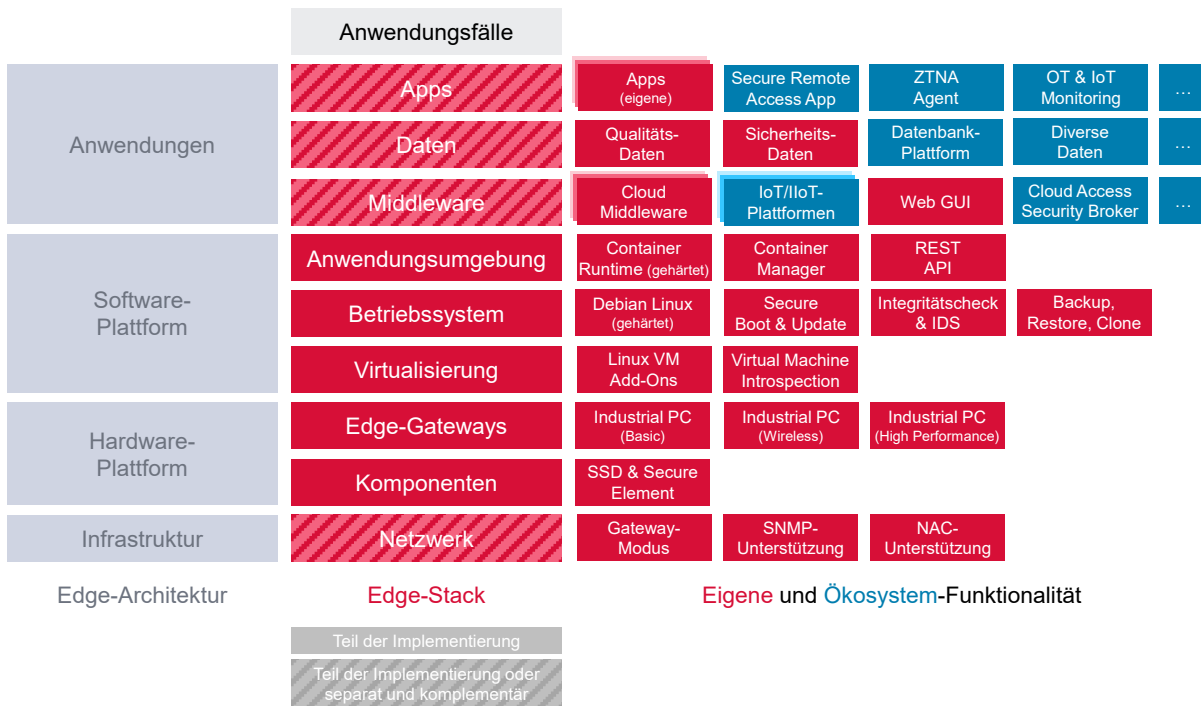 Anwendungsfälle
Anwendungen
Apps
Apps
(eigene)
Secure Remote
Access App
ZTNA
Agent
OT & IoT
Monitoring
...
Daten
Qualitäts-
Daten
Sicherheits-
Daten
Datenbank-
Plattform
Diverse
Daten
...
Middleware
Cloud
Middleware
IoT/IIoT-
Plattformen
Web GUI
Cloud Access
Security Broker
...
Software-
Plattform
Anwendungsumgebung
Container
Runtime (gehärtet)
Container
Manager
REST
API
Betriebssystem
Debian Linux
(gehärtet)
Secure
Boot & Update
Integritätscheck
& IDS
Backup,
Restore, Clone
Virtualisierung
Linux VM
Add-Ons
Virtual Machine
Introspection
Hardware-
Plattform
Edge-Gateways
Industrial PC
(Basic)
Industrial PC
(Wireless)
Industrial PC
(High Performance)
Komponenten
SSD & Secure
Element
Infrastruktur
Netzwerk
Gateway-
Modus
SNMP-
Unterstützung
NAC-
Unterstützung
Edge-Architektur
Edge-Stack
Eigene und Ökosystem-Funktionalität
Teil der Implementierung
Teil der Implementierung oder
separat und komplementär